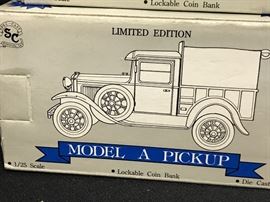 • Lockable Coin Bank
SC
LIMITED EDITION
MODEL A PICKUP
• 1/25 Scale
• Lockable Coin Bank
• Die Cast